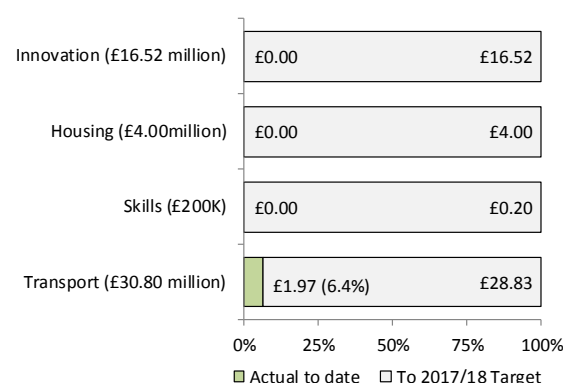 Innovation (£16.52 million) £0.00 £16.52
Housing (£4.00million) £0.00 £4.00
Skills (£200K) £0.00 £0.20
Transport (£30.80 million) £1.97 (6.4%) £28.83
0% 25% 50% 75% 100%
Actual to date To 2017/18 Target